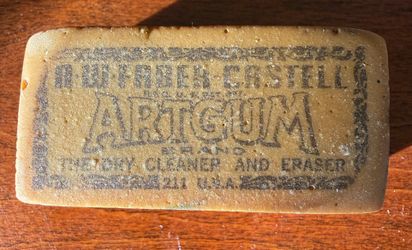 A.W.FABER-CASTELL
ARTGUM
BRAND
THE DRY CLEANER AND ERASER
211 U.S.A.